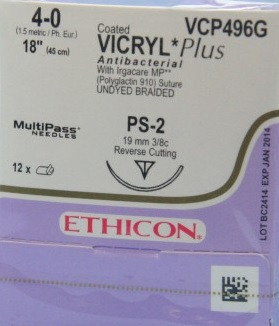 4-0
(1.5 metric / Ph. Eur.)
18" (45 cm)
Coated
VCP496G
VICRYL* Plus
Antibacterial
With Irgacare MP**
(Polyglactin 910) Suture
UNDYED BRAIDED
MultiPass*
NEEDLES
12 x
PS-2
19 mm 3/8c
Reverse Cutting
LOT BC2414 EXP JAN 2014
ETHICON